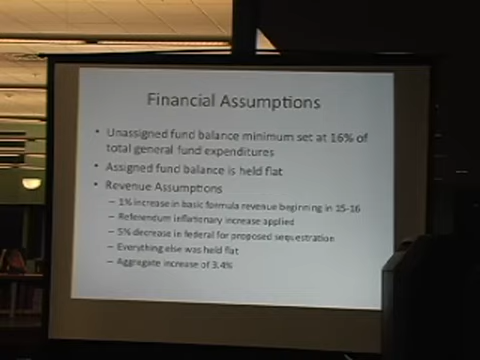 Financial Assumptions
• Unassigned fund balance minimum set at 16% of
total general fund expenditures
• Assigned fund balance is held flat
• Revenue Assumptions
– 1% increase in basic formula revenue beginning in 15-16
– Referendum inflationary increase applied
– 5% decrease in federal for proposed sequestration
– Everything else was held flat
– Aggregate increase of 3.4%